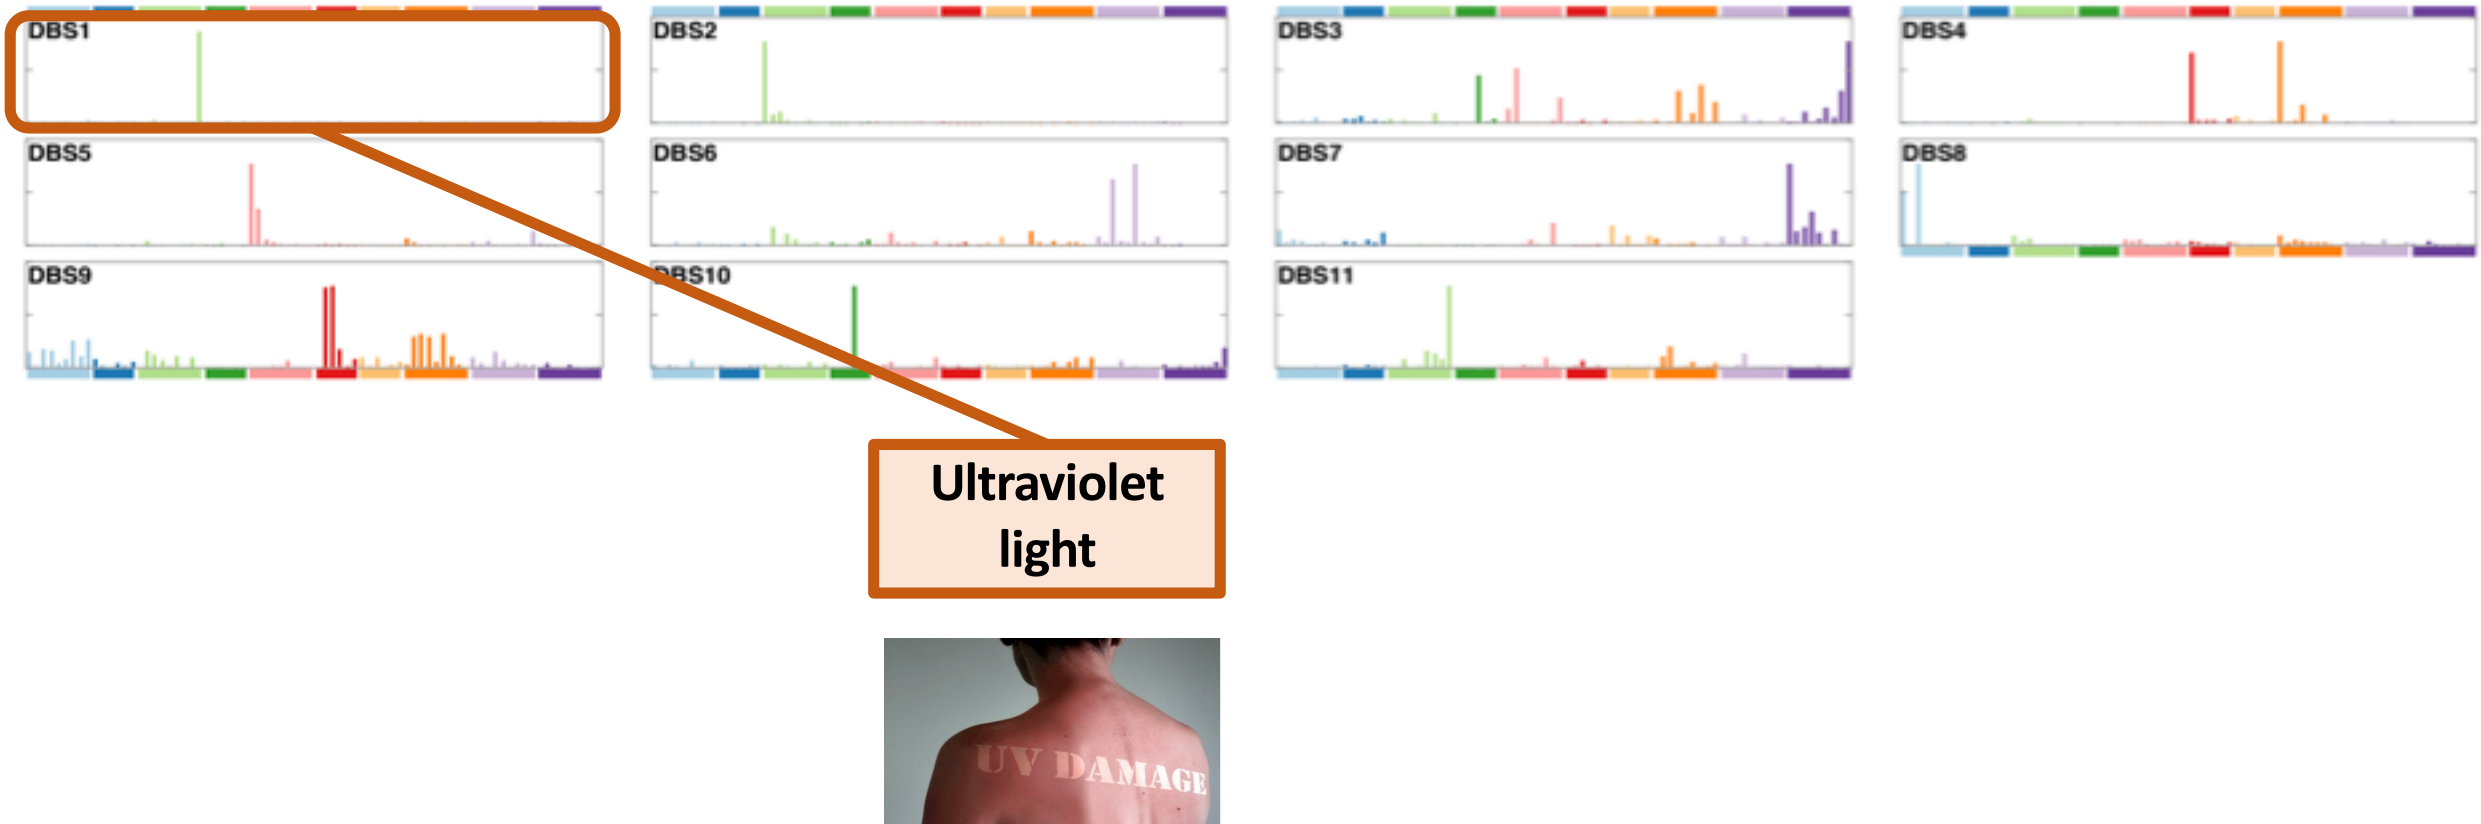 DBS1
DBS2
DBS3
DBS4
DBS5
DBS6
DBS7
DBS8
DBS9
DBS10
DBS11
Ultraviolet
light
UV DAMAGE